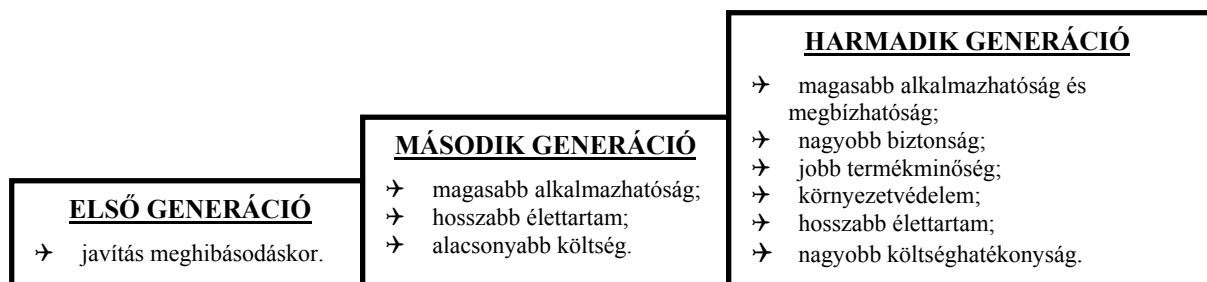 ELSŐ GENERÁCIÓ
✈ javítás meghibásodáskor.
MÁSODIK GENERÁCIÓ
✈ magasabb alkalmazhatóság;
✈ hosszabb élettartam;
✈ alacsonyabb költség.
HARMADIK GENERÁCIÓ
✈ magasabb alkalmazhatóság és
megbízhatóság;
✈ nagyobb biztonság;
✈ jobb termékminőség;
✈ környezetvédelem;
✈ hosszabb élettartam;
✈ nagyobb költséghatékonyság.